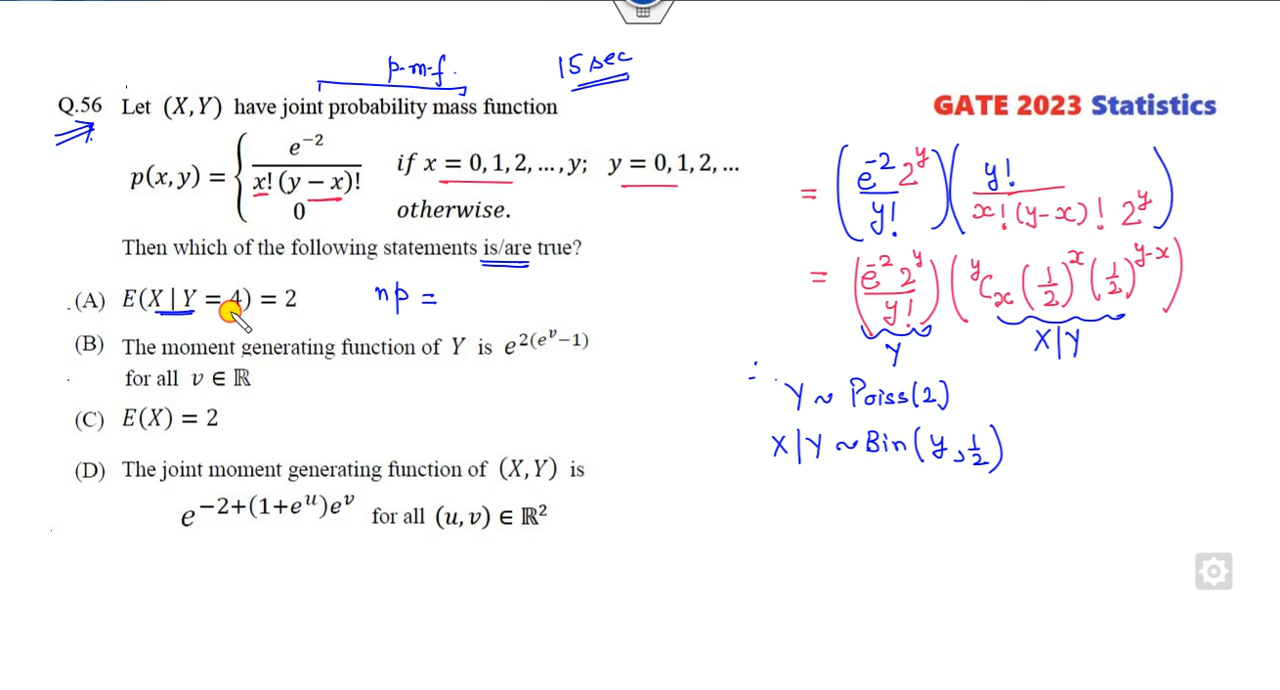 p.m.f.
15 sec
Q.56 Let (X, Y) have joint probability mass function
GATE 2023 Statistics
p(x, y) = { e^{-2} / (x! (y − x)!) if x = 0, 1, 2, ..., y; y = 0, 1, 2, ...
0 otherwise.
Then which of the following statements is/are true?
(A) E(X | Y = 4) = 2
np =
(B) The moment generating function of Y is e^{2(e^v−1)}
for all v ∈ ℝ
(C) E(X) = 2
(D) The joint moment generating function of (X, Y) is
e^{−2+(1+e^u)e^v} for all (u, v) ∈ ℝ²
= (e^{-2} 2^y / y!) (y! / (x! (y-x)! 2^y))
= (e^{-2} 2^y / y!) (^yC_x (1/2)^x (1/2)^{y-x})
Y X|Y
∴ Y ~ Poiss(2)
X|Y ~ Bin(y, 1/2)